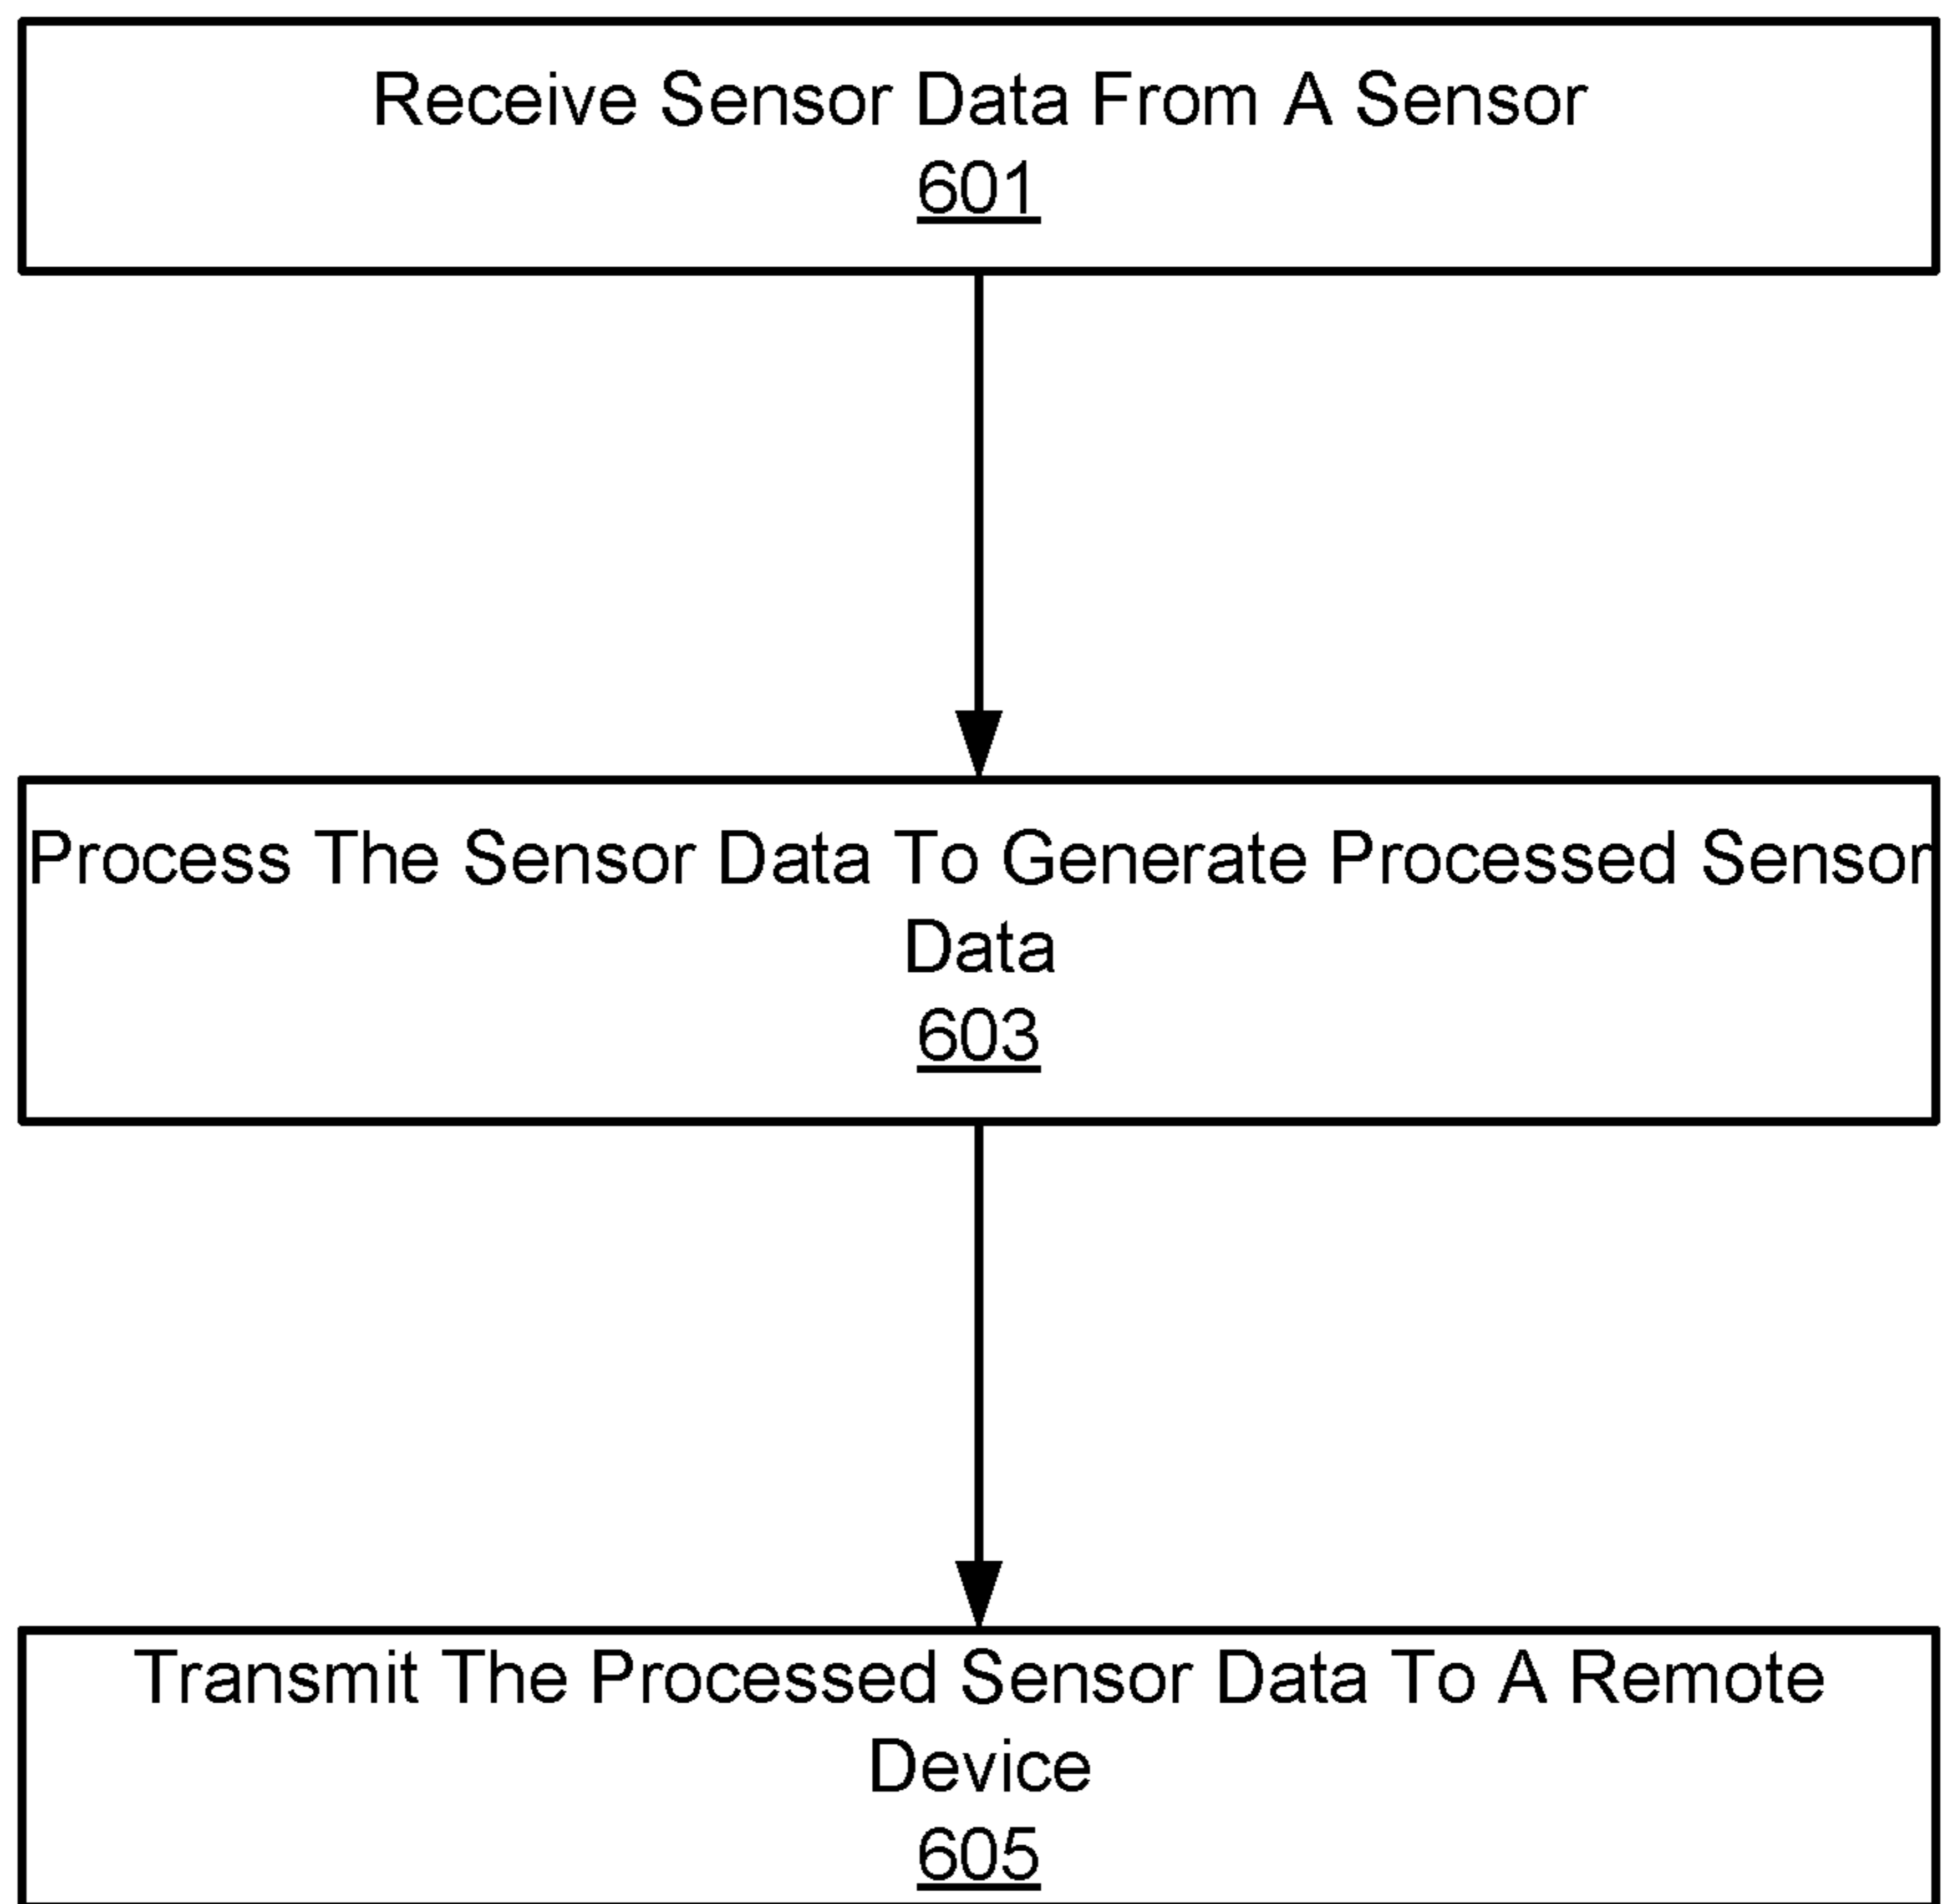 Receive Sensor Data From A Sensor
601
Process The Sensor Data To Generate Processed Sensor
Data
603
Transmit The Processed Sensor Data To A Remote
Device
605